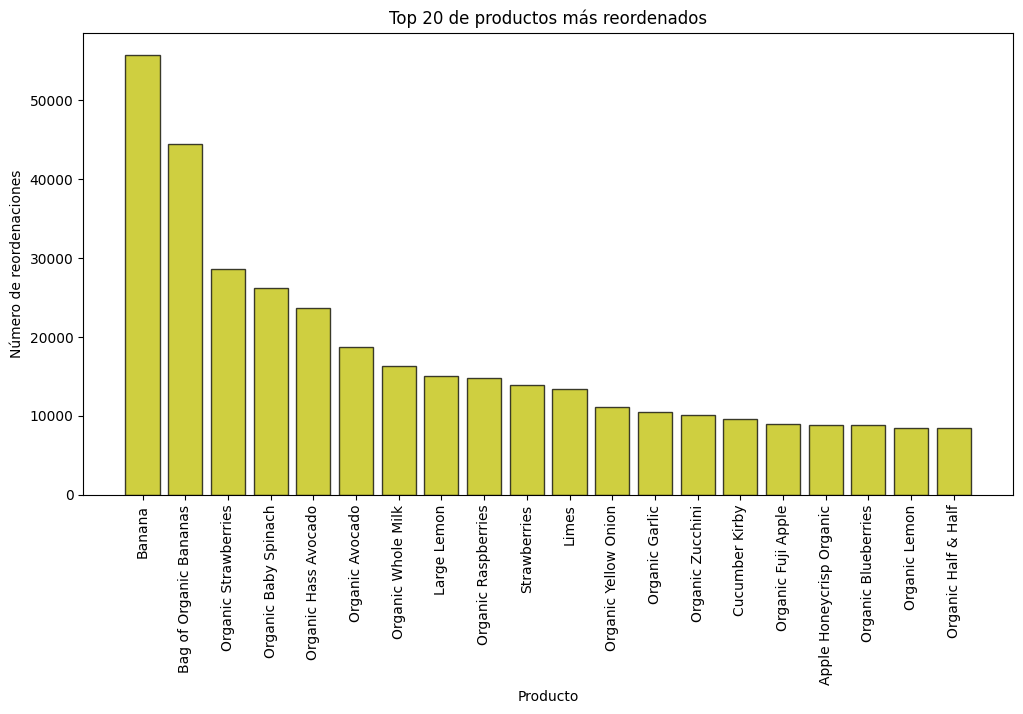 Top 20 de productos más reordenados
Número de reordenaciones
50000
40000
30000
20000
10000
0
Banana
Bag of Organic Bananas
Organic Strawberries
Organic Baby Spinach
Organic Hass Avocado
Organic Avocado
Organic Whole Milk
Large Lemon
Organic Raspberries
Strawberries
Limes
Organic Yellow Onion
Organic Garlic
Organic Zucchini
Cucumber Kirby
Organic Fuji Apple
Apple Honeycrisp Organic
Organic Blueberries
Organic Lemon
Organic Half & Half
Producto